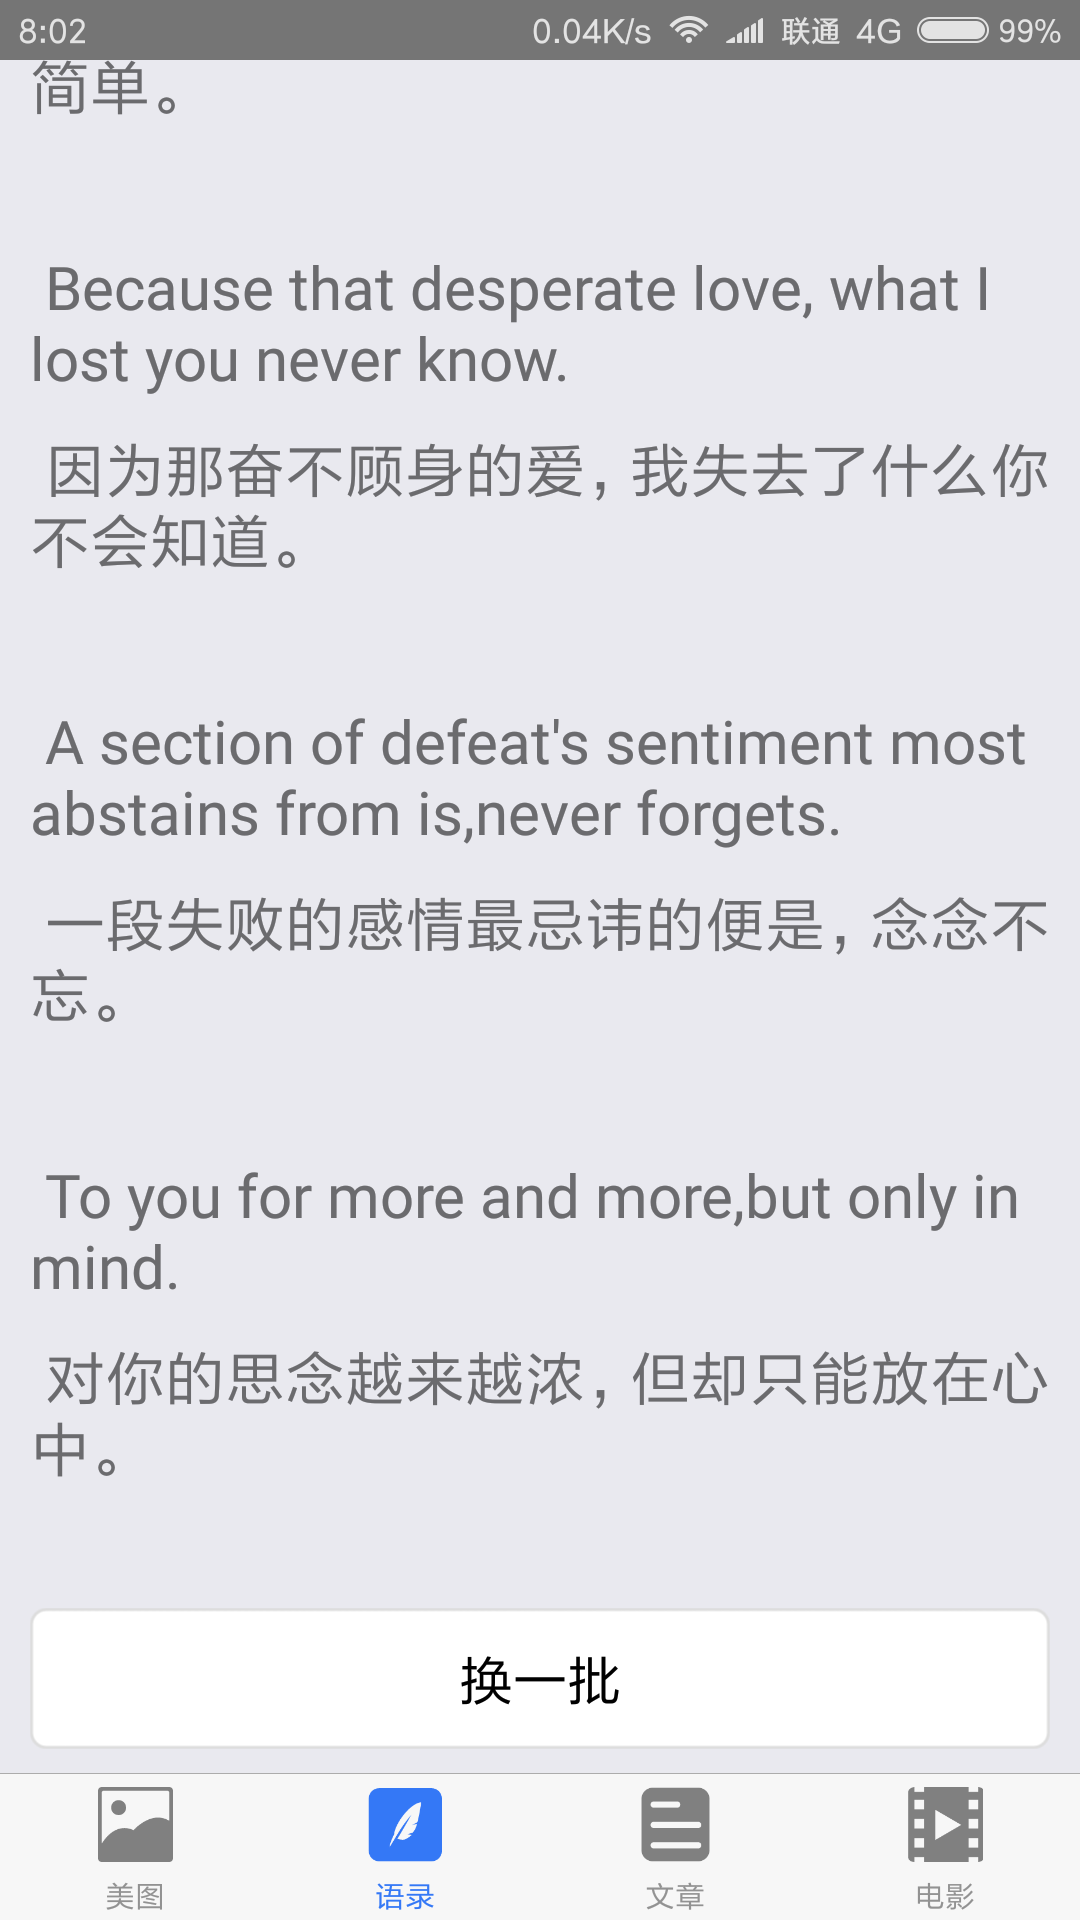 8:02 0.04K/s 联通 4G 99%
简单。
Because that desperate love, what I
lost you never know.
因为那奋不顾身的爱，我失去了什么你
不会知道。
A section of defeat's sentiment most
abstains from is,never forgets.
一段失败的感情最忌讳的便是，念念不
忘。
To you for more and more,but only in
mind.
对你的思念越来越浓，但却只能放在心
中。
换一批
美图 语录 文章 电影